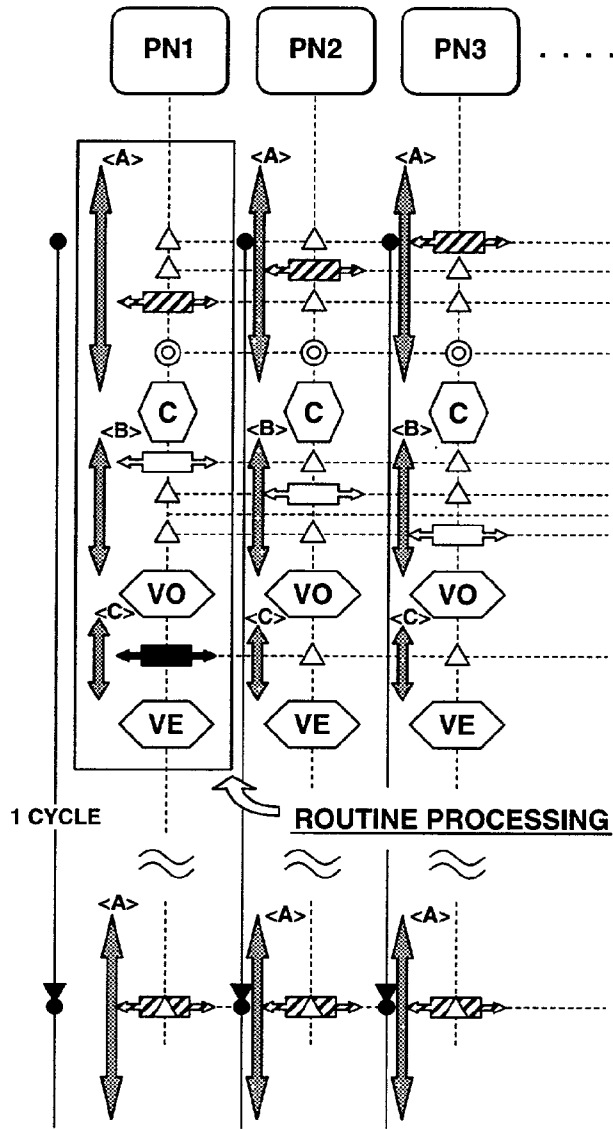 PN1 PN2 PN3 . . . .
<A> <A> <A>
C C C
<B> <B> <B>
VO VO VO
<C> <C> <C>
VE VE VE
1 CYCLE
ROUTINE PROCESSING
<A> <A> <A>